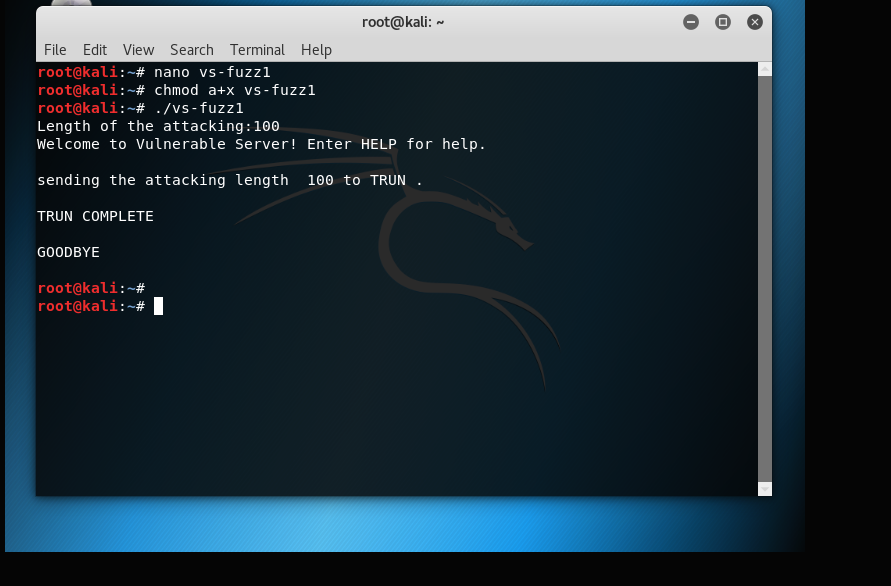 root@kali: ~
File Edit View Search Terminal Help
root@kali:~# nano vs-fuzz1
root@kali:~# chmod a+x vs-fuzz1
root@kali:~# ./vs-fuzz1
Length of the attacking:100
Welcome to Vulnerable Server! Enter HELP for help.
sending the attacking length  100 to TRUN .
TRUN COMPLETE
GOODBYE
root@kali:~#
root@kali:~#